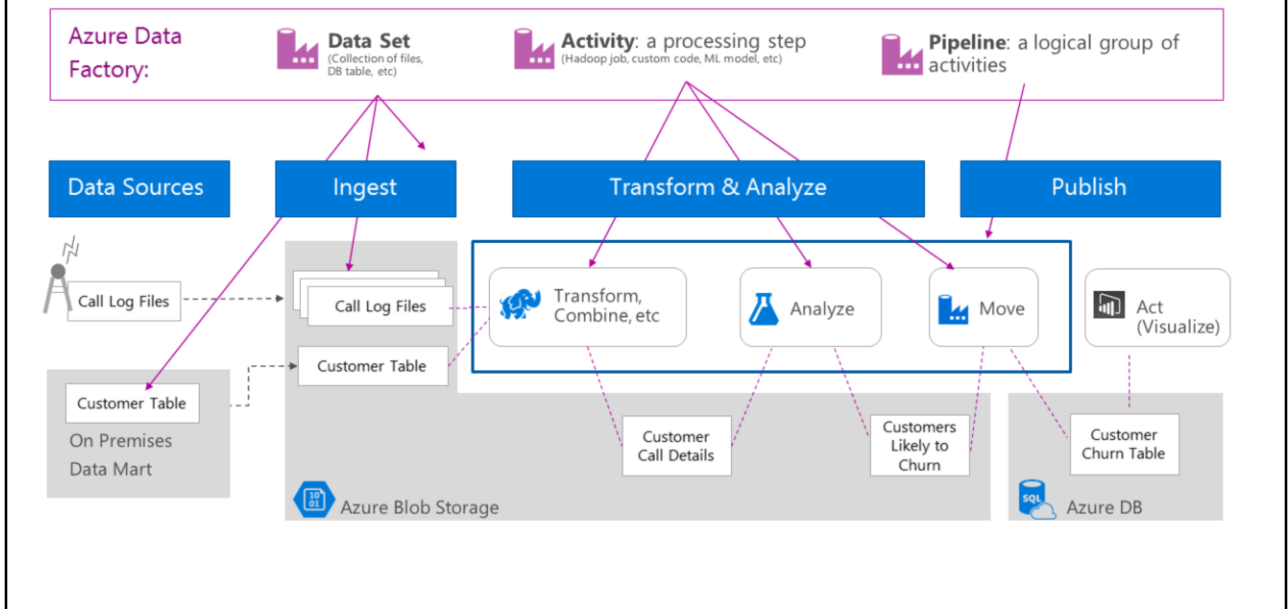 Azure Data
Factory:
Data Set
(Collection of files,
DB table, etc)
Activity: a processing step
(Hadoop job, custom code, ML model, etc)
Pipeline: a logical group of
activities
Data Sources
Ingest
Transform & Analyze
Publish
Call Log Files
Call Log Files
Transform,
Combine, etc
Analyze
Move
Act
(Visualize)
Customer Table
Customer Table
On Premises
Data Mart
Customer
Call Details
Customers
Likely to
Churn
Customer
Churn Table
10
01
Azure Blob Storage
SQL
Azure DB